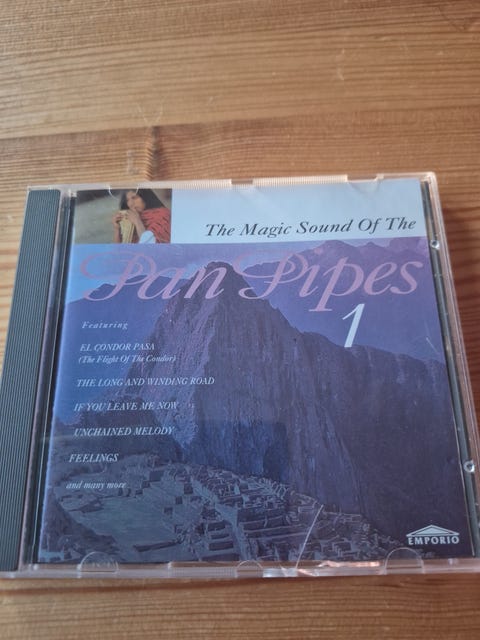 The Magic Sound Of The
Pan Pipes
1
Featuring
EL CONDOR PASA
(The Flight Of The Condor)
THE LONG AND WINDING ROAD
IF YOU LEAVE ME NOW
UNCHAINED MELODY
FEELINGS
and many more
EMPORIO